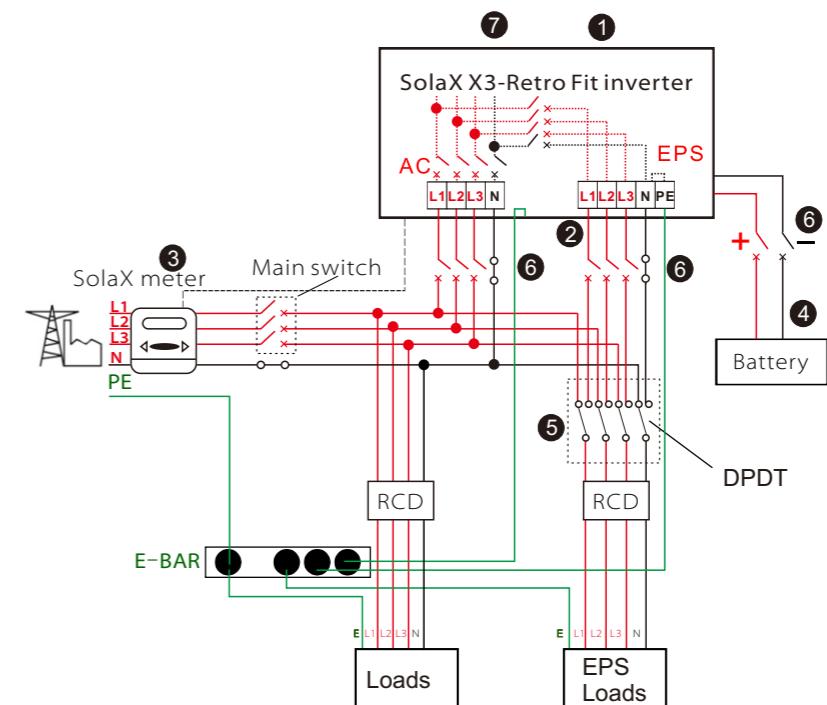 7 1
SolaX X3-Retro Fit inverter
AC
EPS
L1 L2 L3 N
L1 L2 L3 N PE
2
6
6
+
−
6
3
SolaX meter
Main switch
L1
L2
L3
N
PE
4
Battery
5
DPDT
RCD
RCD
E-BAR
E L1 L2 L3 N
E L1 L2 L3 N
Loads
EPS
Loads